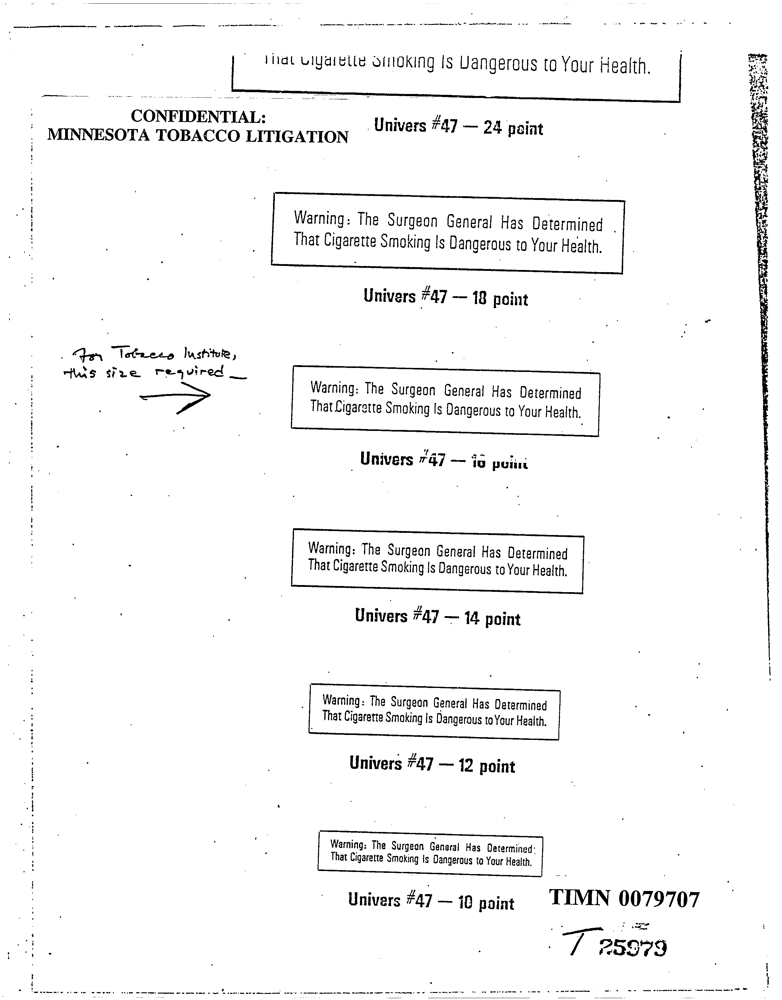 That Cigarette Smoking Is Dangerous to Your Health.
CONFIDENTIAL:
MINNESOTA TOBACCO LITIGATION
Univers #47 — 24 point
Warning: The Surgeon General Has Determined
That Cigarette Smoking Is Dangerous to Your Health.
Univers #47 — 18 point
For Tobacco Institute,
this size required —
Warning: The Surgeon General Has Determined
That Cigarette Smoking Is Dangerous to Your Health.
Univers #47 — 16 point
Warning: The Surgeon General Has Determined
That Cigarette Smoking Is Dangerous to Your Health.
Univers #47 — 14 point
Warning: The Surgeon General Has Determined
That Cigarette Smoking Is Dangerous to Your Health.
Univers #47 — 12 point
Warning: The Surgeon General Has Determined
That Cigarette Smoking Is Dangerous to Your Health.
Univers #47 — 10 point
TIMN 0079707
T 25979